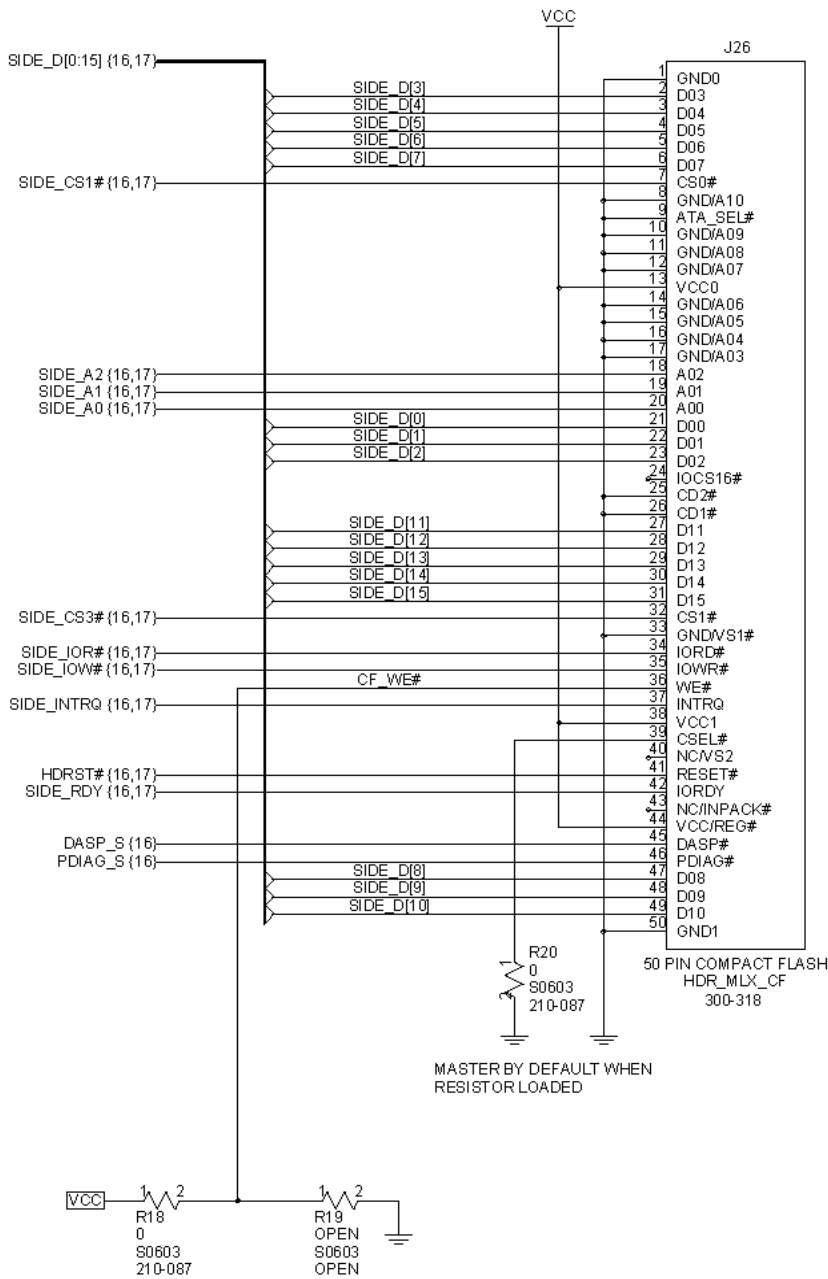 VCC
J26
SIDE_D[0:15] {16,17}
1 GND0
SIDE_D[3] 2 D03
SIDE_D[4] 3 D04
SIDE_D[5] 4 D05
SIDE_D[6] 5 D06
SIDE_D[7] 6 D07
SIDE_CS1# {16,17} 7 CS0#
8 GND/A10
9 ATA_SEL#
10 GND/A09
11 GND/A08
12 GND/A07
13 VCC0
14 GND/A06
15 GND/A05
16 GND/A04
17 GND/A03
SIDE_A2 {16,17} 18 A02
SIDE_A1 {16,17} 19 A01
SIDE_A0 {16,17} 20 A00
SIDE_D[0] 21 D00
SIDE_D[1] 22 D01
SIDE_D[2] 23 D02
24 IOCS16#
25 CD2#
26 CD1#
SIDE_D[11] 27 D11
SIDE_D[12] 28 D12
SIDE_D[13] 29 D13
SIDE_D[14] 30 D14
SIDE_D[15] 31 D15
SIDE_CS3# {16,17} 32 CS1#
33 GND/VS1#
SIDE_IOR# {16,17} 34 IORD#
SIDE_IOW# {16,17} 35 IOWR#
CF_WE# 36 WE#
SIDE_INTRQ {16,17} 37 INTRQ
38 VCC1
39 CSEL#
40 NC/VS2
HDRST# {16,17} 41 RESET#
SIDE_RDY {16,17} 42 IORDY
43 NC/INPACK#
44 VCC/REG#
DASP_S {16} 45 DASP#
PDIAG_S {16} 46 PDIAG#
SIDE_D[8] 47 D08
SIDE_D[9] 48 D09
SIDE_D[10] 49 D10
50 GND1
50 PIN COMPACT FLASH
HDR_MLX_CF
300-318
1 2
R20
0
S0603
210-087
MASTER BY DEFAULT WHEN
RESISTOR LOADED
VCC
1 2
R18
0
S0603
210-087
1 2
R19
OPEN
S0603
OPEN